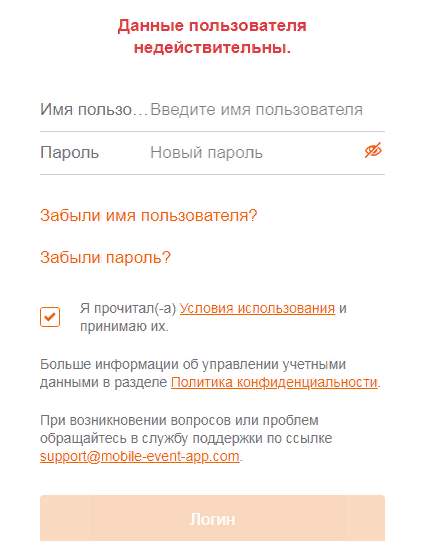 Данные пользователя
недействительны.
Имя пользо... Введите имя пользователя
Пароль Новый пароль
Забыли имя пользователя?
Забыли пароль?
Я прочитал(-а) Условия использования и
принимаю их.
Больше информации об управлении учетными
данными в разделе Политика конфиденциальности.
При возникновении вопросов или проблем
обращайтесь в службу поддержки по ссылке
support@mobile-event-app.com.
Логин